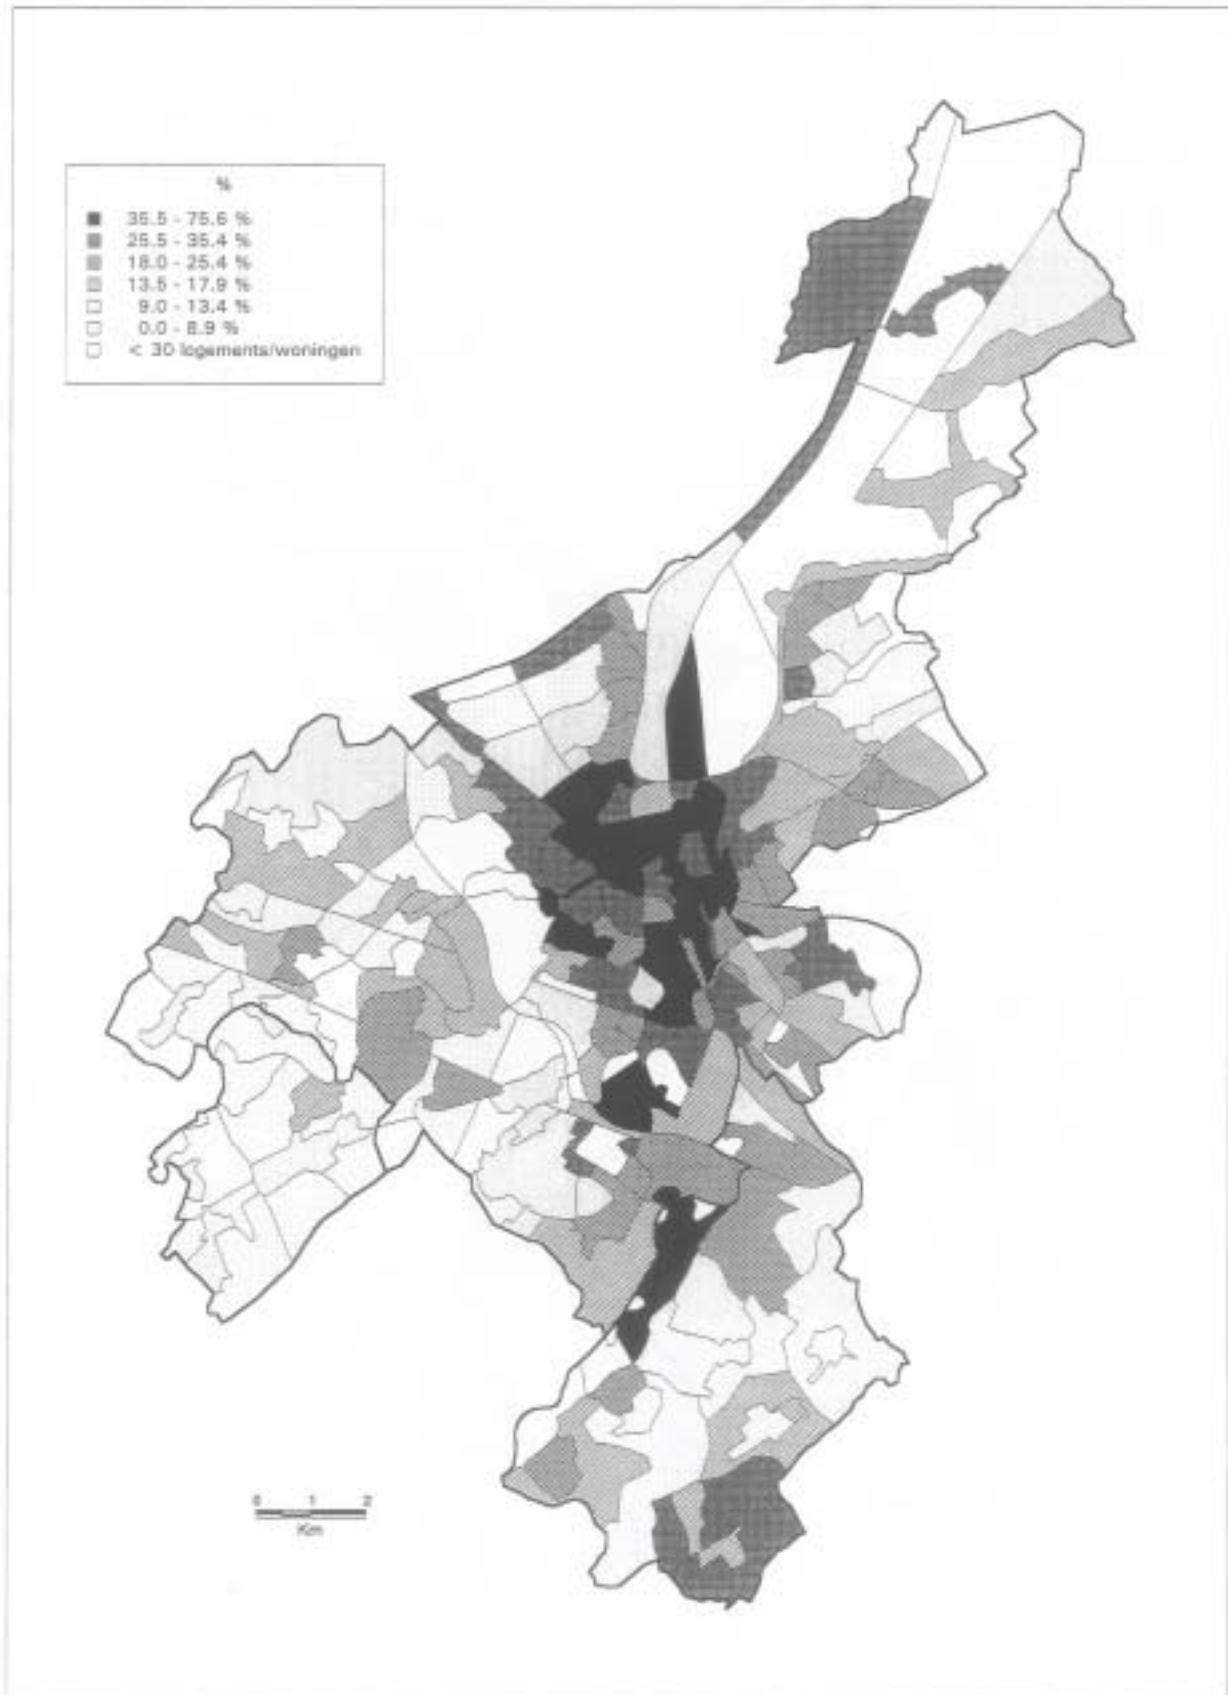 %
35.5 - 75.6 %
25.5 - 35.4 %
18.0 - 25.4 %
13.5 - 17.9 %
9.0 - 13.4 %
0.0 - 8.9 %
< 30 logements/woningen
0 1 2
Km